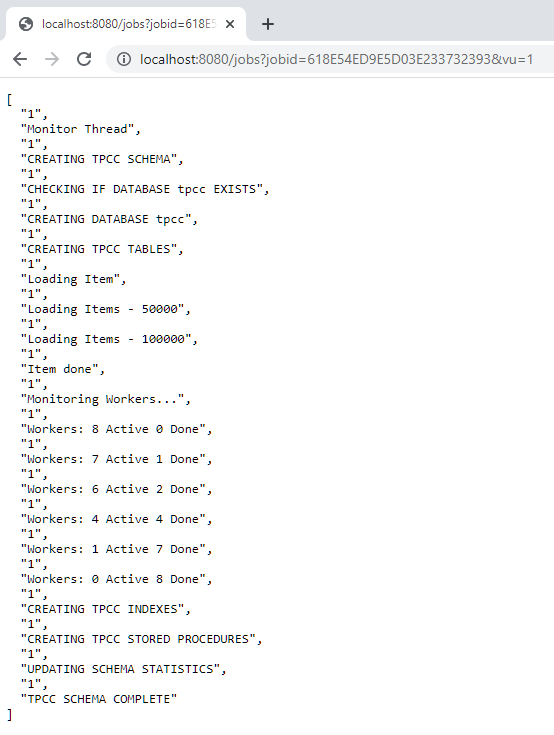 localhost:8080/jobs?jobid=618E5
localhost:8080/jobs?jobid=618E54ED9E5D03E233732393&vu=1
[
"1",
"Monitor Thread",
"1",
"CREATING TPCC SCHEMA",
"1",
"CHECKING IF DATABASE tpcc EXISTS",
"1",
"CREATING DATABASE tpcc",
"1",
"CREATING TPCC TABLES",
"1",
"Loading Item",
"1",
"Loading Items - 50000",
"1",
"Loading Items - 100000",
"1",
"Item done",
"1",
"Monitoring Workers...",
"1",
"Workers: 8 Active 0 Done",
"1",
"Workers: 7 Active 1 Done",
"1",
"Workers: 6 Active 2 Done",
"1",
"Workers: 4 Active 4 Done",
"1",
"Workers: 1 Active 7 Done",
"1",
"Workers: 0 Active 8 Done",
"1",
"CREATING TPCC INDEXES",
"1",
"CREATING TPCC STORED PROCEDURES",
"1",
"UPDATING SCHEMA STATISTICS",
"1",
"TPCC SCHEMA COMPLETE"
]